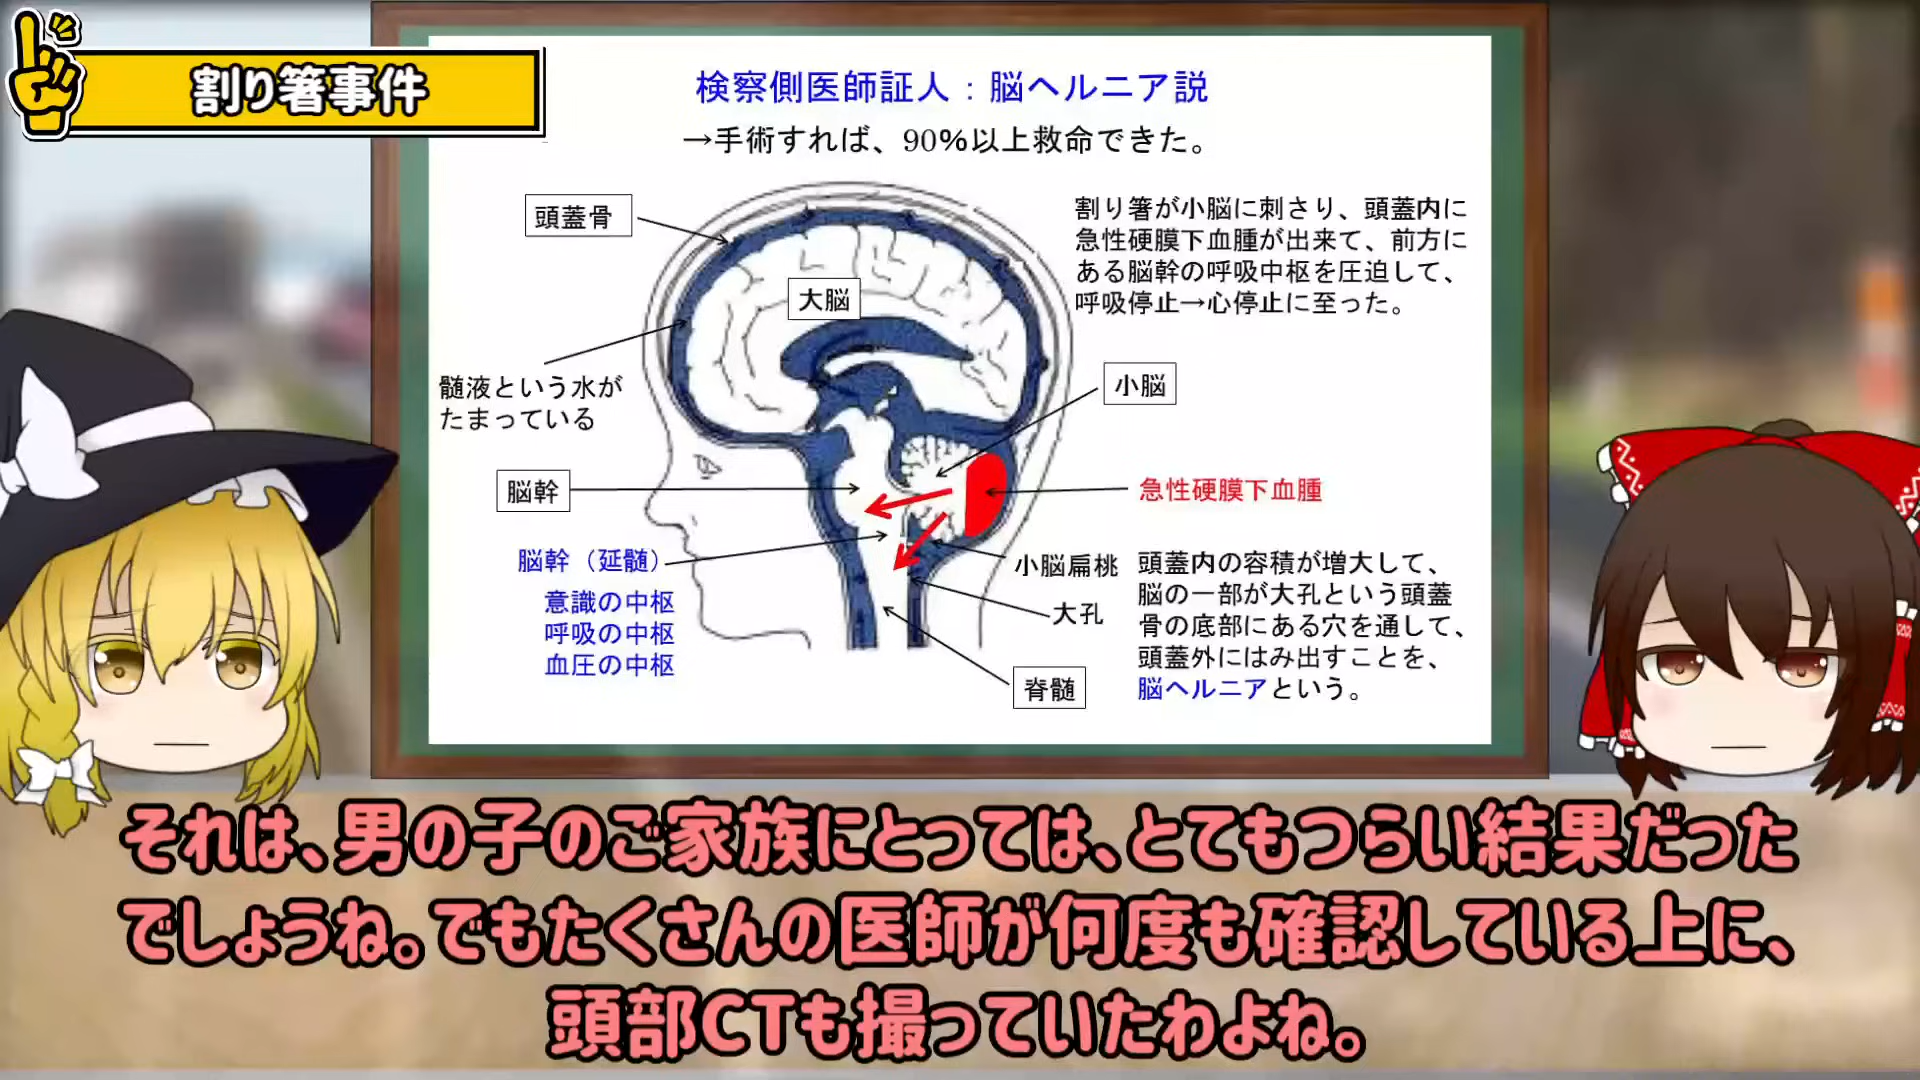 割り箸事件
検察側医師証人：脳ヘルニア説
→手術すれば、90%以上救命できた。
頭蓋骨
割り箸が小脳に刺さり、頭蓋内に
急性硬膜下血腫が出来て、前方に
ある脳幹の呼吸中枢を圧迫して、
呼吸停止→心停止に至った。
大脳
髄液という水が
たまっている
小脳
脳幹
急性硬膜下血腫
脳幹（延髄）
意識の中枢
呼吸の中枢
血圧の中枢
小脳扁桃
大孔
脊髄
頭蓋内の容積が増大して、
脳の一部が大孔という頭蓋
骨の底部にある穴を通して、
頭蓋外にはみ出すことを、
脳ヘルニアという。
それは、男の子のご家族にとっては、とてもつらい結果だった
でしょうね。でもたくさんの医師が何度も確認している上に、
頭部CTも撮っていたわよね。